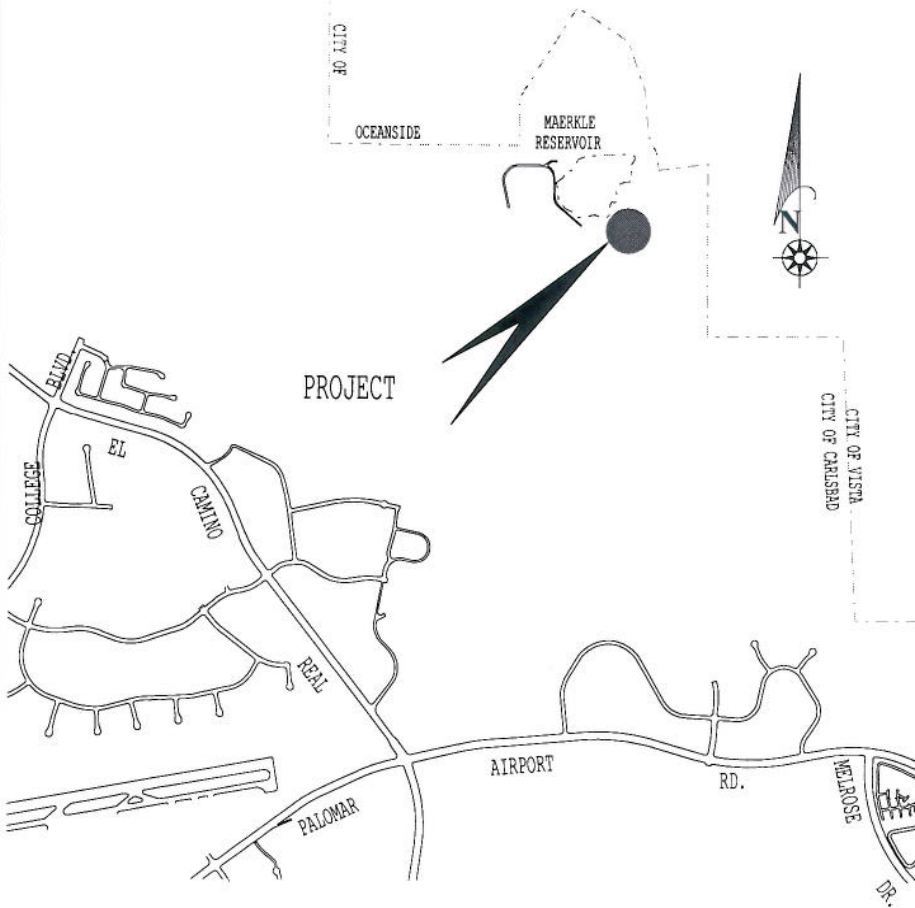 CITY OF
OCEANSIDE
MAERKLE
RESERVOIR
N
PROJECT
BLVD.
COLLEGE
EL
CAMINO
REAL
CITY OF VISTA
CITY OF CARLSBAD
AIRPORT
RD.
PALOMAR
MELROSE
DR.